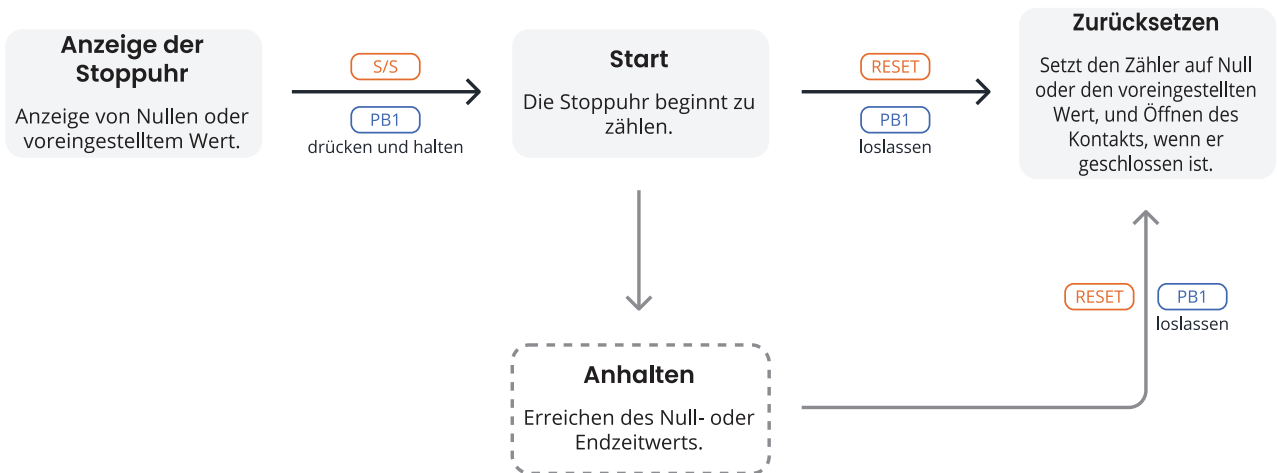 Anzeige der
Stoppuhr
Anzeige von Nullen oder
voreingestelltem Wert.
S/S
PB1
drücken und halten
Start
Die Stoppuhr beginnt zu
zählen.
RESET
PB1
loslassen
Zurücksetzen
Setzt den Zähler auf Null
oder den voreingestellten
Wert, und Öffnen des
Kontakts, wenn er
geschlossen ist.
RESET
PB1
loslassen
Anhalten
Erreichen des Null- oder
Endzeitwerts.